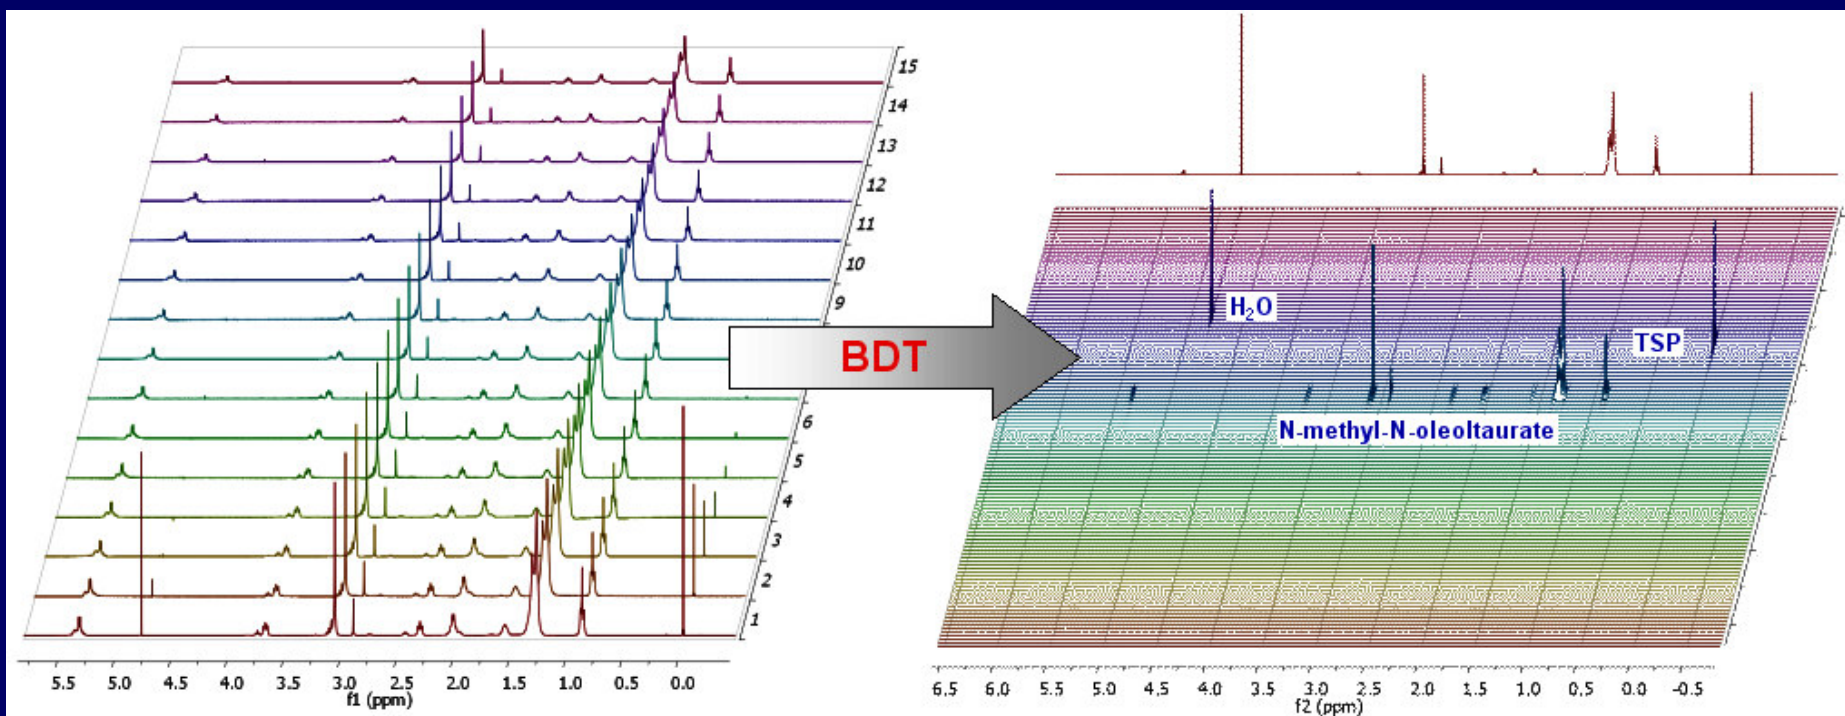 15
14
13
12
11
10
9
6
5
4
3
2
1
5.5 5.0 4.5 4.0 3.5 3.0 2.5 2.0 1.5 1.0 0.5 0.0
f1 (ppm)
BDT
H₂O
TSP
N-methyl-N-oleoltaurate
6.5 6.0 5.5 5.0 4.5 4.0 3.5 3.0 2.5 2.0 1.5 1.0 0.5 0.0 -0.5
f2 (ppm)